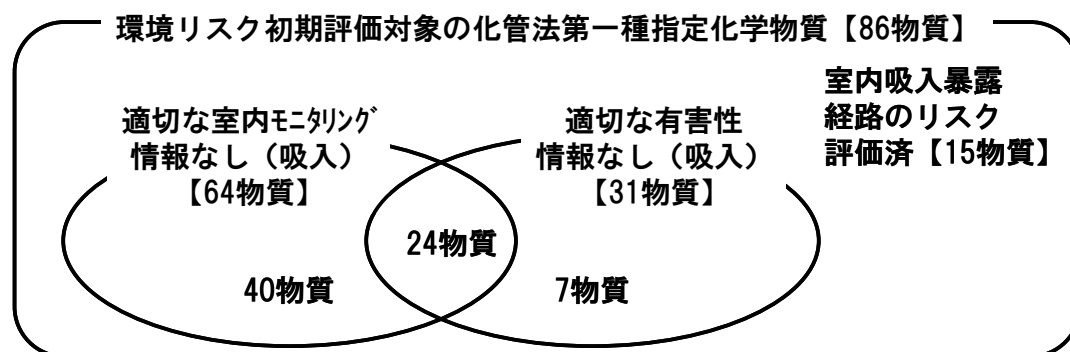 環境リスク初期評価対象の化管法第一種指定化学物質【86物質】
適切な室内ﾓﾆﾀﾘﾝｸﾞ
情報なし（吸入）
【64物質】
適切な有害性
情報なし（吸入）
【31物質】
室内吸入暴露
経路のリスク
評価済【15物質】
24物質
40物質
7物質